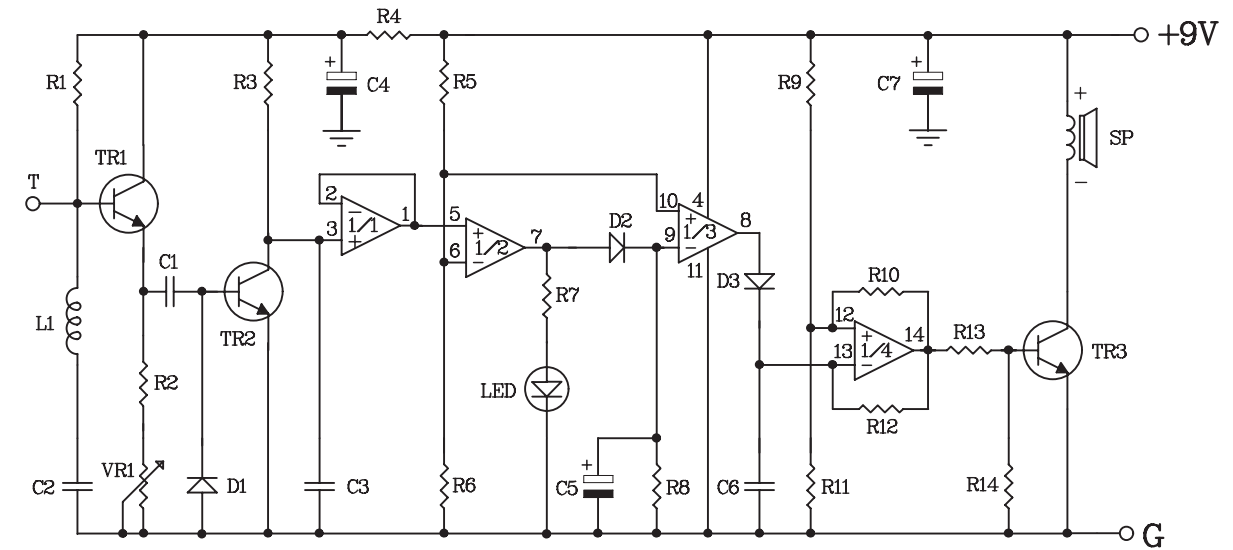 R4
+9V
R1
R3
+
C4
R5
R9
+
C7
+
SP
−
TR1
T
2
−
1/1
3
+
1
5
+
1/2
6
−
7
D2
10
+
1/3
9
−
4
8
11
C1
TR2
L1
R7
D3
R10
12
+
1/4
13
−
14
R13
TR3
R2
LED
R12
VR1
C2
D1
C3
R6
+
C5
R8
C6
R11
R14
G